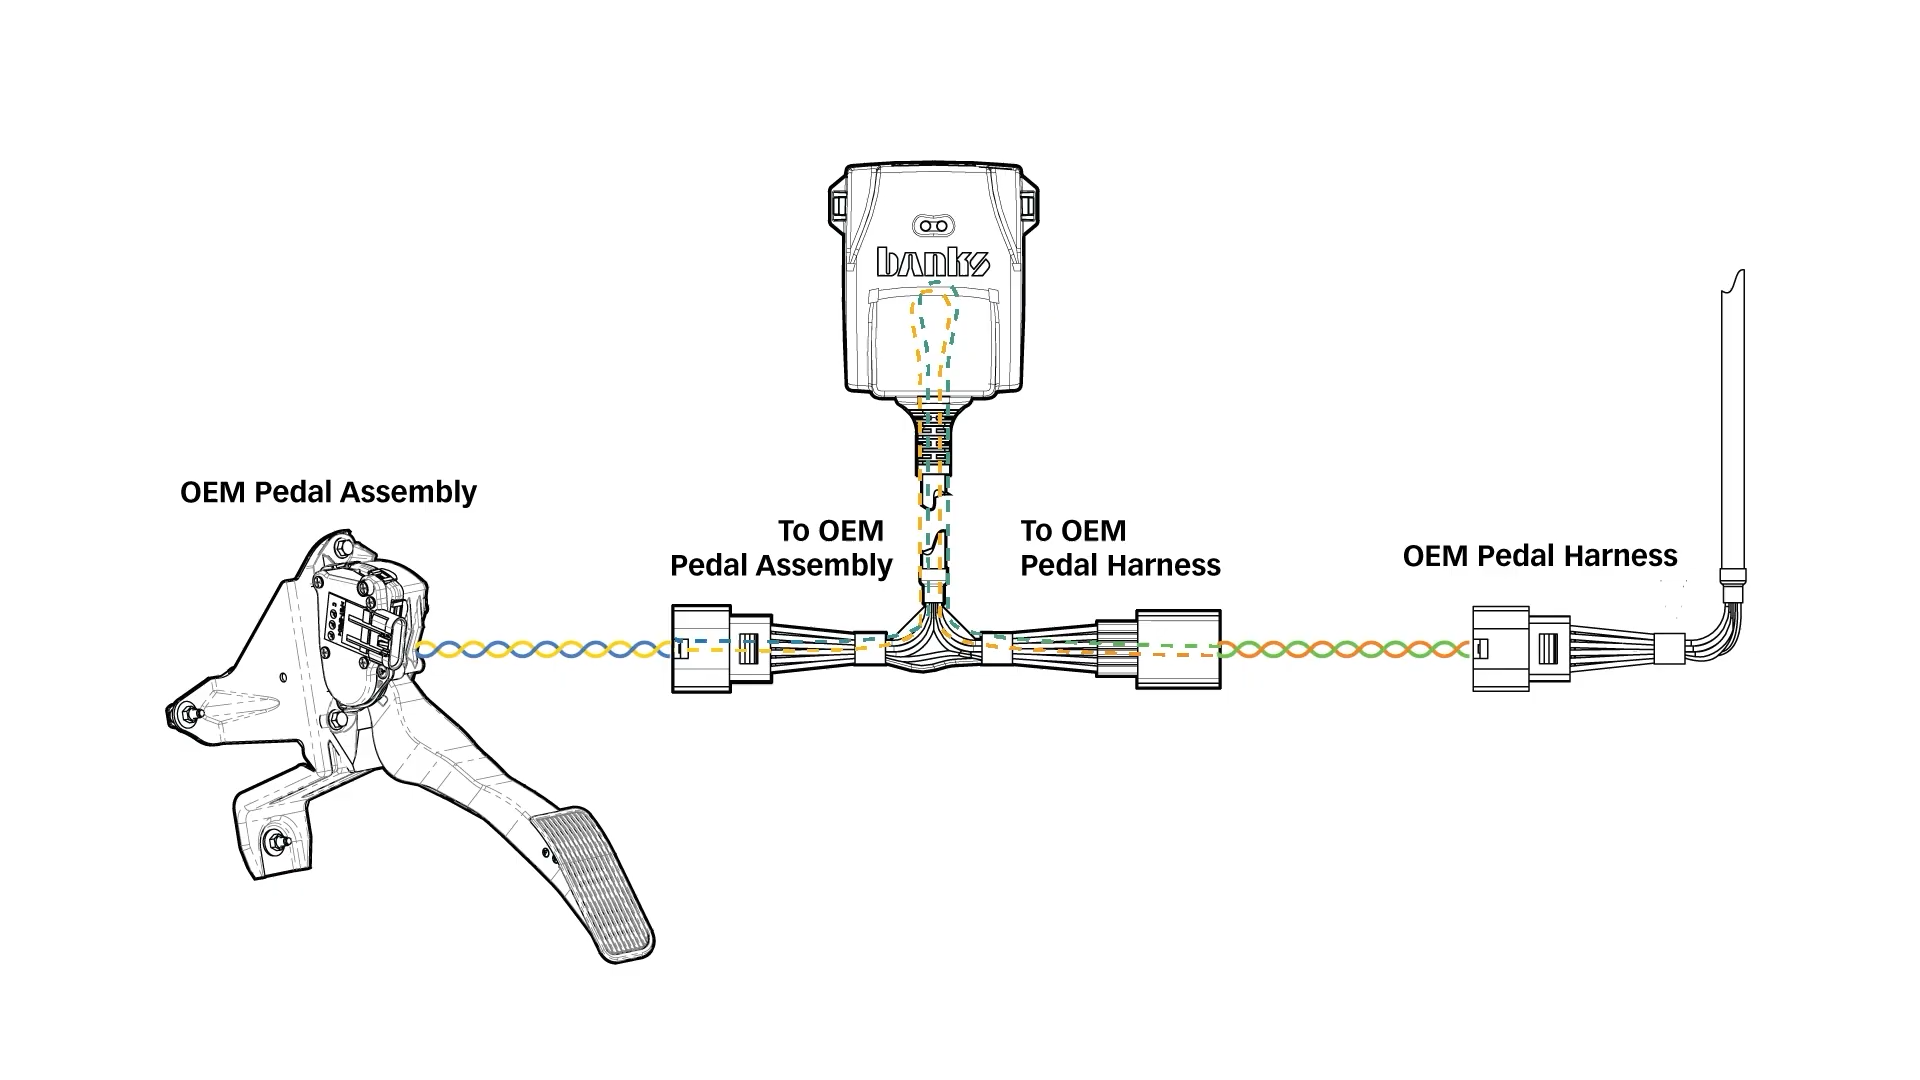 banks
OEM Pedal Assembly
To OEM
Pedal Assembly
To OEM
Pedal Harness
OEM Pedal Harness